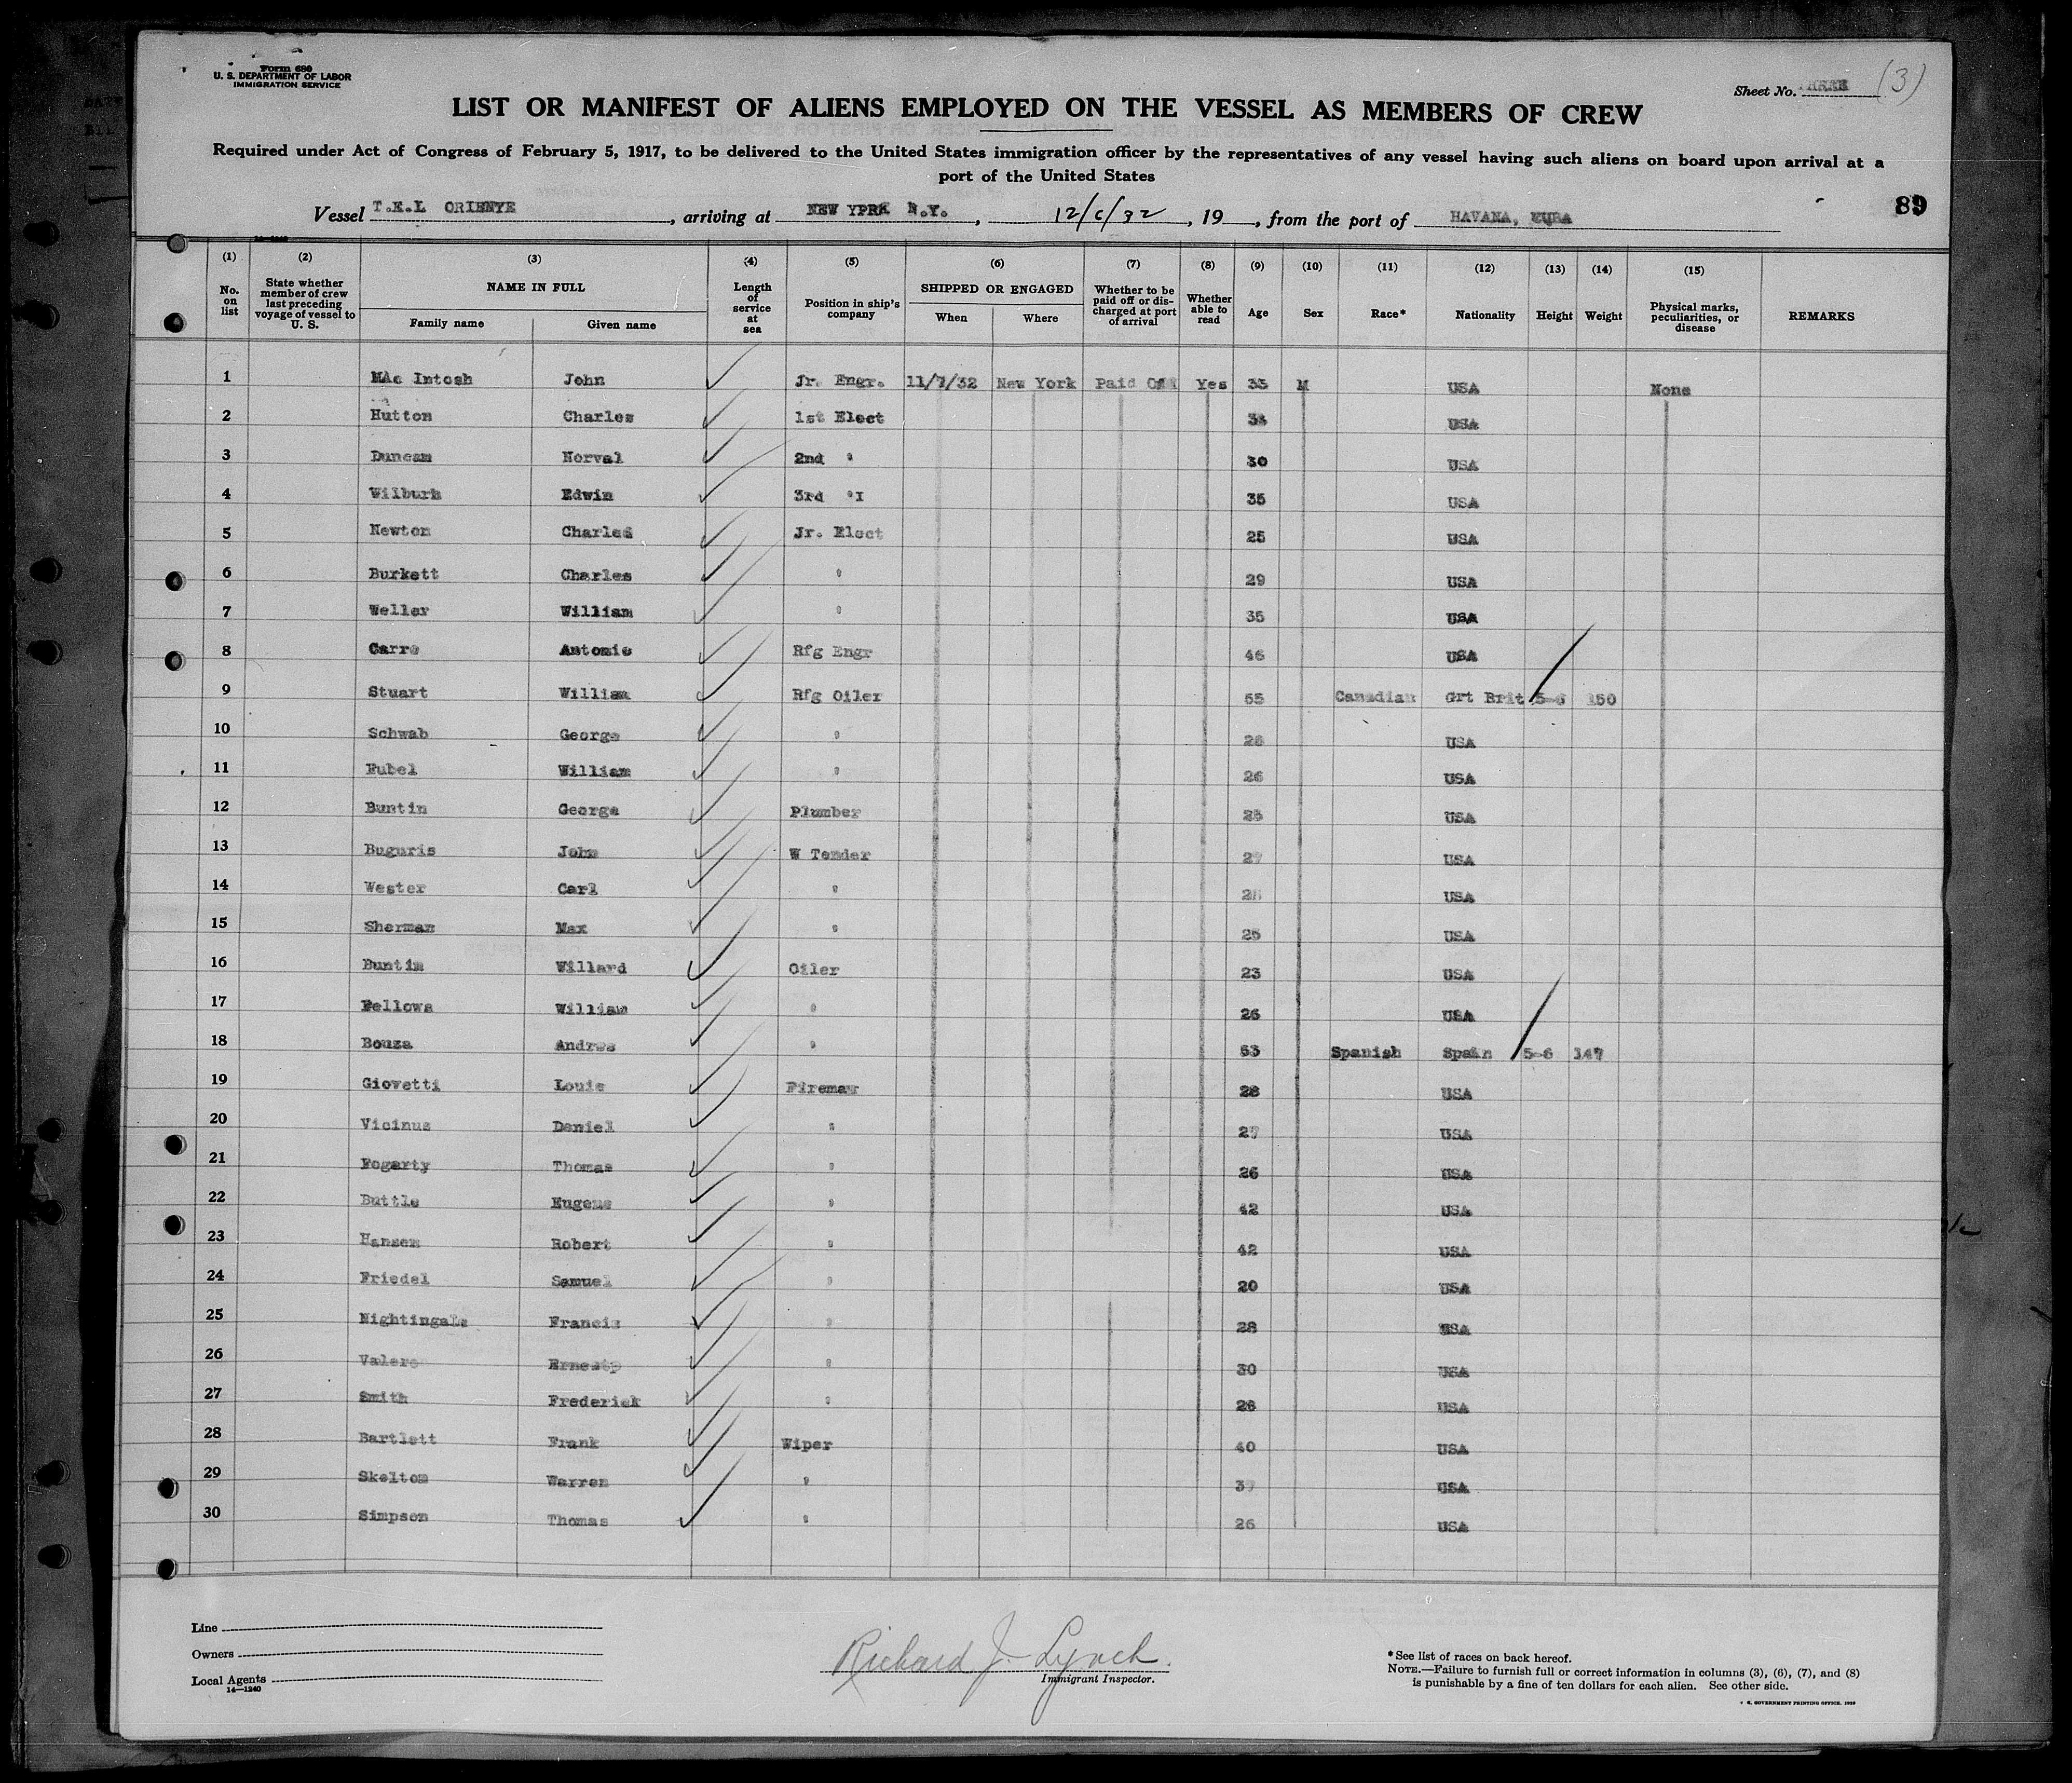 Form 680
U. S. DEPARTMENT OF LABOR
IMMIGRATION SERVICE
Sheet No. (3)
LIST OR MANIFEST OF ALIENS EMPLOYED ON THE VESSEL AS MEMBERS OF CREW
Required under Act of Congress of February 5, 1917, to be delivered to the United States immigration officer by the representatives of any vessel having such aliens on board upon arrival at a
port of the United States
89
Vessel T.E.L ORIENYE, arriving at NEW YPRK N.Y., 12/6/32, 19 , from the port of HAVANA,
(1) (2) (3) (4) (5) (6) (7) (8) (9) (10) (11) (12) (13) (14) (15)
No. on list State whether member of crew last preceding voyage of vessel to U. S. NAME IN FULL Family name Given name Length of service at sea Position in ship's company SHIPPED OR ENGAGED When Where Whether to be paid off or discharged at port of arrival Whether able to read Age Sex Race* Nationality Height Weight Physical marks, peculiarities, or disease REMARKS
1 MAc Intosh John Jr. Engr. 11/7/32 New York Paid Off Yes 33 M USA None
2 Hutton Charles 1st Elect 34 USA
3 Duncan Norval 2nd " 30 USA
4 Wilburn Edwin 3rd "I 35 USA
5 Newton Charles Jr. Elect 25 USA
6 Burkett Charles " 29 USA
7 Weller William " 35 USA
8 Carre Antonio Rfg Engr 46 USA
9 Stuart William Rfg Oiler 55 Canadian Grt Brit 5-6 150
10 Schwab George " USA
11 William " 26 USA
12 Buntin George Plumber USA
13 Buguris John W Tender 27 USA
14 Wester Carl " USA
15 Sherman Max " 25 USA
16 Buntin Willard Oiler 23 USA
17 Fellows William " 26 USA
18 Bouza Andres " 53 Spanish Spain 5-6 147
19 Giovetti Louis Fireman 28 USA
20 Vicinus Daniel " 27 USA
21 Fogarty Thomas " 26 USA
22 Buttle Eugene " 42 USA
23 Hansen Robert " 42 USA
24 Friedel Samuel " 20 USA
25 Nightingale Francis " 28 USA
26 Valero Ernestp " 30 USA
27 Smith Frederick " USA
28 Bartlett Frank Wiper 40 USA
29 Skelton Warren " USA
30 Simpson Thomas " 26 USA
Line
Owners
Local Agents
14—1240
Richard J. Lynch
Immigrant Inspector.
* See list of races on back hereof.
NOTE.—Failure to furnish full or correct information in columns (3), (6), (7), and (8)
is punishable by a fine of ten dollars for each alien. See other side.
U. S. GOVERNMENT PRINTING OFFICE.